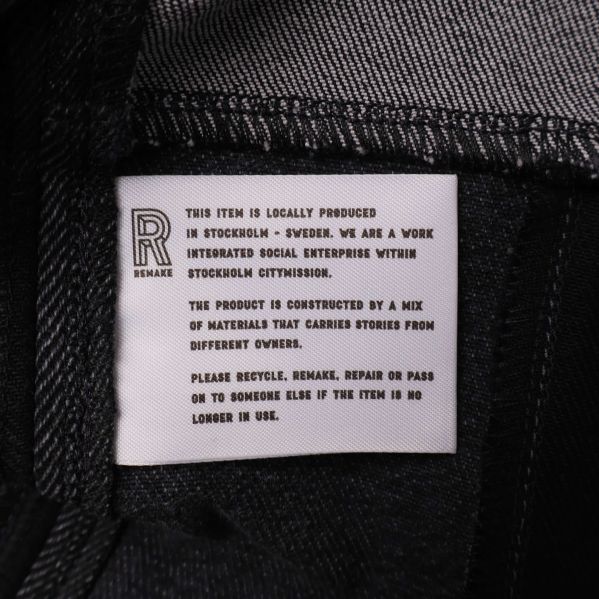 R
REMAKE
THIS ITEM IS LOCALLY PRODUCED
IN STOCKHOLM - SWEDEN. WE ARE A WORK
INTEGRATED SOCIAL ENTERPRISE WITHIN
STOCKHOLM CITYMISSION.
THE PRODUCT IS CONSTRUCTED BY A MIX
OF MATERIALS THAT CARRIES STORIES FROM
DIFFERENT OWNERS.
PLEASE RECYCLE, REMAKE, REPAIR OR PASS
ON TO SOMEONE ELSE IF THE ITEM IS NO
LONGER IN USE.